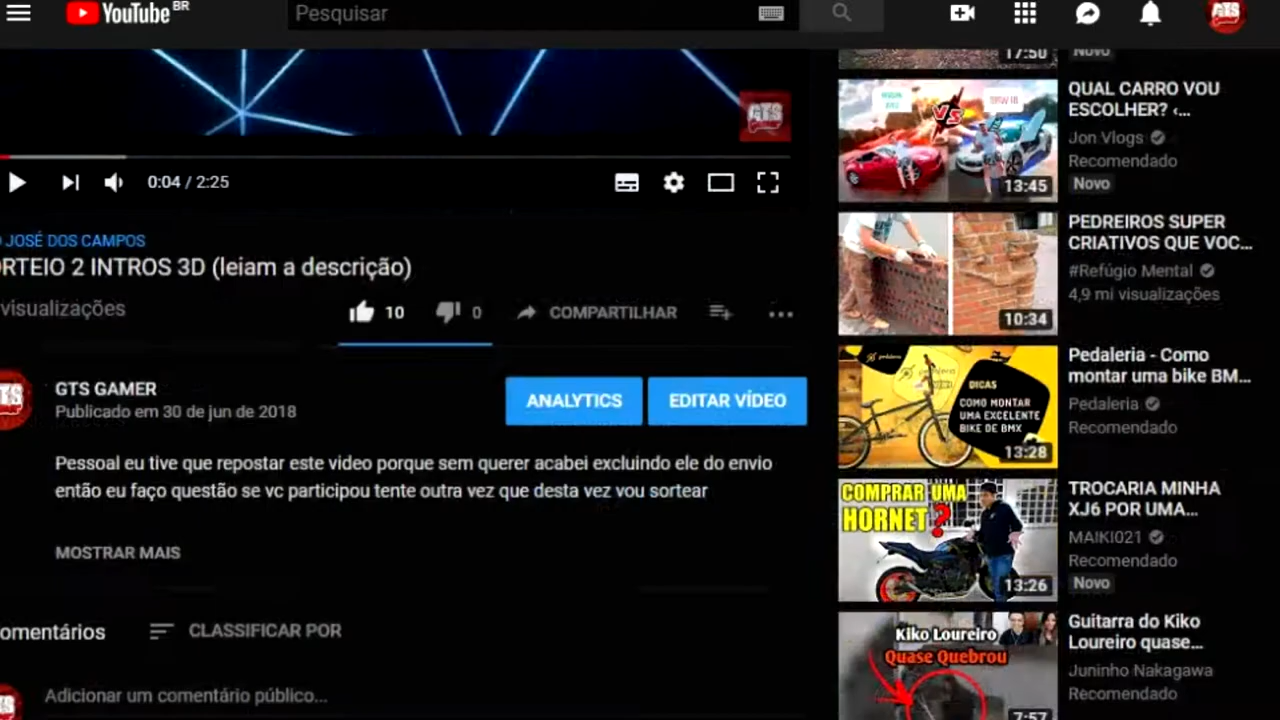 YouTube BR
Pesquisar
GTS
0:04 / 2:25
JOSÉ DOS CAMPOS
ORTEIO 2 INTROS 3D (leiam a descrição)
visualizações
10
0
COMPARTILHAR
GTS GAMER
Publicado em 30 de jun de 2018
ANALYTICS
EDITAR VÍDEO
Pessoal eu tive que repostar este video porque sem querer acabei excluindo ele do envio
então eu faço questão se vc participou tente outra vez que desta vez vou sortear
MOSTRAR MAIS
omentários
CLASSIFICAR POR
Adicionar um comentário público...
17:50
Novo
VS
13:45
QUAL CARRO VOU
ESCOLHER? ‹...
Jon Vlogs
Recomendado
Novo
10:34
PEDREIROS SUPER
CRIATIVOS QUE VOC...
#Refúgio Mental
4,9 mi visualizações
DICAS
COMO MONTAR
UMA EXCELENTE
BIKE DE BMX
13:28
Pedaleria - Como
montar uma bike BM...
Pedaleria
Recomendado
COMPRAR UMA
HORNET?
13:26
TROCARIA MINHA
XJ6 POR UMA...
MAIKI021
Recomendado
Novo
Kiko Loureiro
Quase Quebrou
7:57
Guitarra do Kiko
Loureiro quase...
Juninho Nakagawa
Recomendado